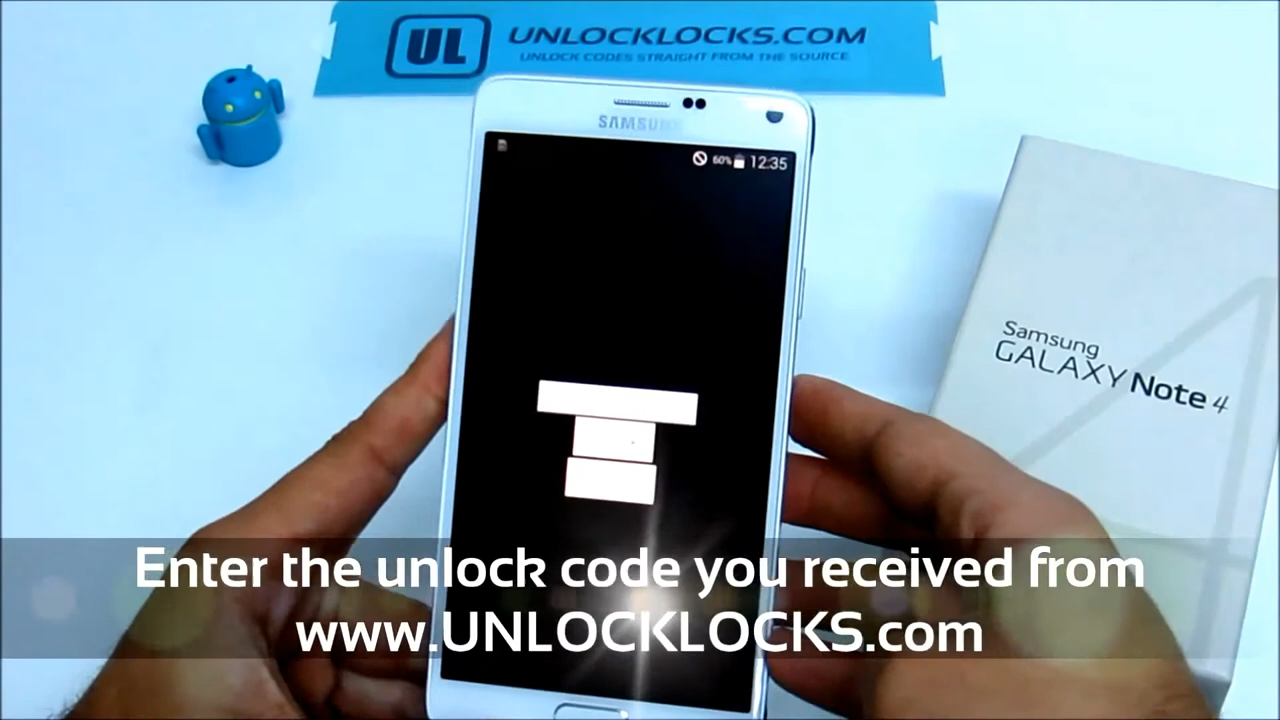 UL
UNLOCKLOCKS.COM
UNLOCK CODES STRAIGHT FROM THE SOURCE
SAMSUNG
60% 12:35
Samsung
GALAXY Note 4
Enter the unlock code you received from
www.UNLOCKLOCKS.com